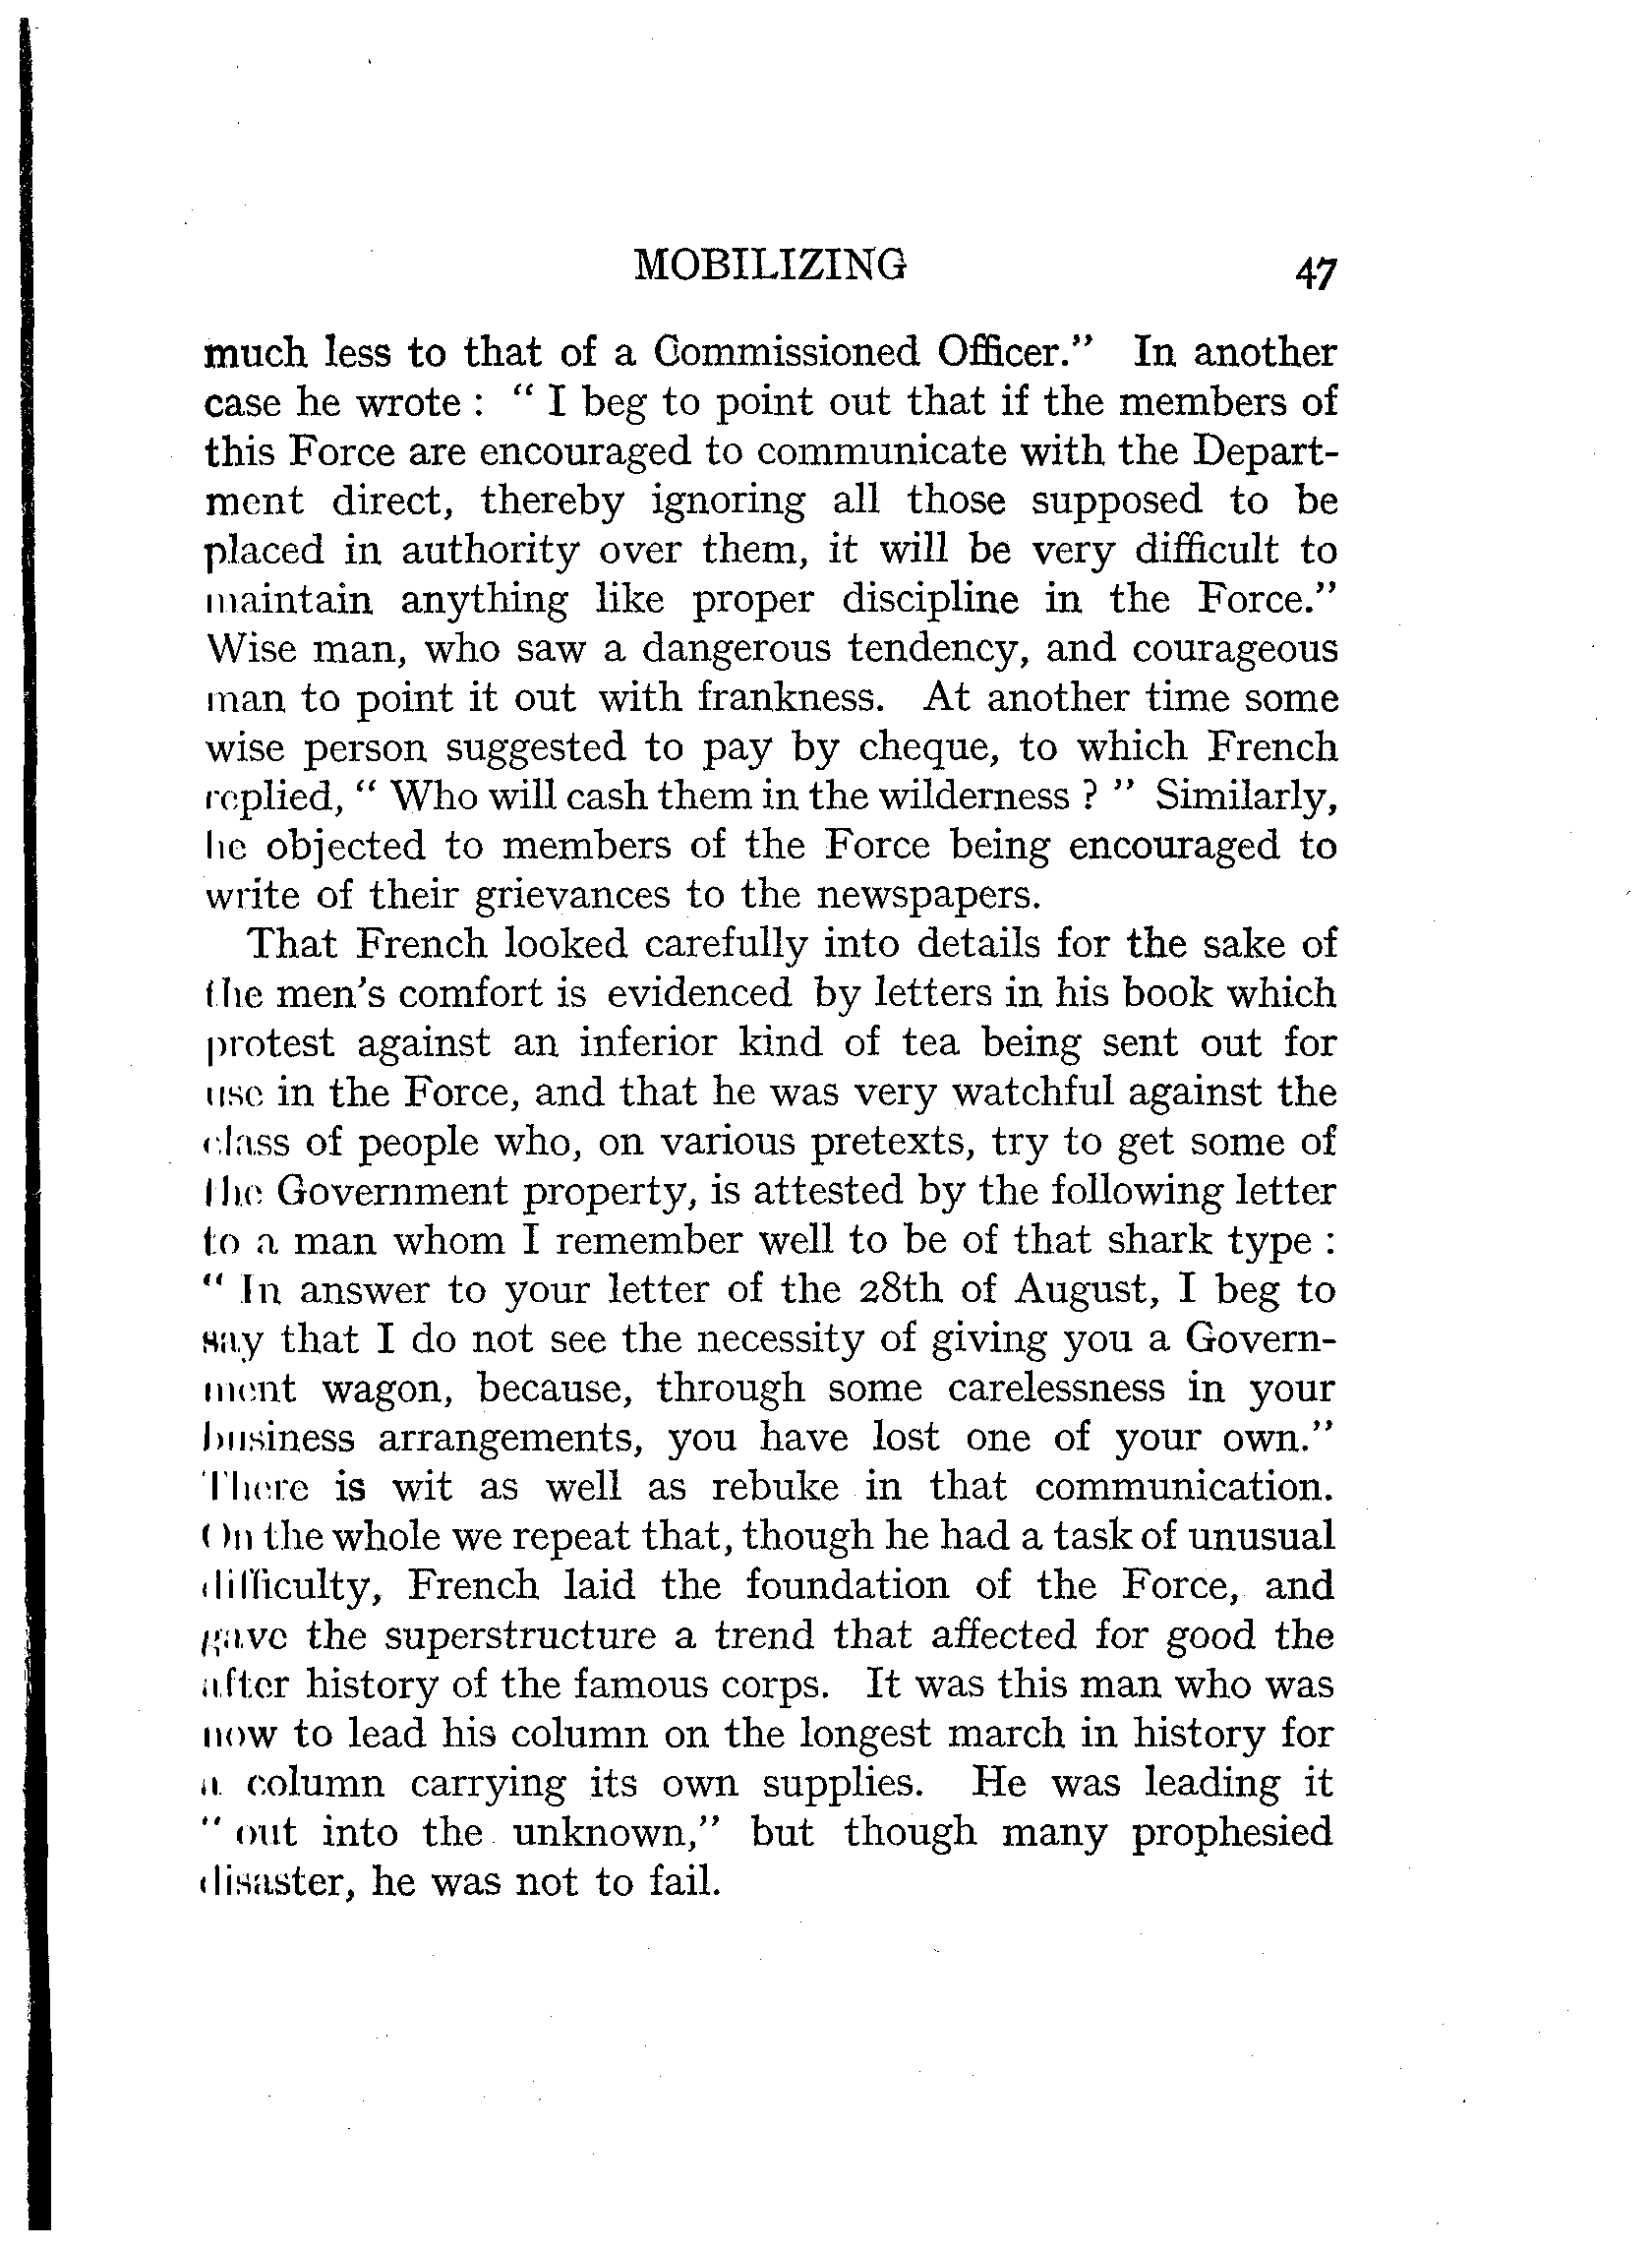 MOBILIZING 47
much less to that of a Commissioned Officer." In another
case he wrote : " I beg to point out that if the members of
this Force are encouraged to communicate with the Depart-
ment direct, thereby ignoring all those supposed to be
placed in authority over them, it will be very difficult to
maintain anything like proper discipline in the Force."
Wise man, who saw a dangerous tendency, and courageous
man to point it out with frankness. At another time some
wise person suggested to pay by cheque, to which French
replied, " Who will cash them in the wilderness ? " Similarly,
he objected to members of the Force being encouraged to
write of their grievances to the newspapers.
That French looked carefully into details for the sake of
the men's comfort is evidenced by letters in his book which
protest against an inferior kind of tea being sent out for
use in the Force, and that he was very watchful against the
class of people who, on various pretexts, try to get some of
the Government property, is attested by the following letter
to a man whom I remember well to be of that shark type :
" In answer to your letter of the 28th of August, I beg to
say that I do not see the necessity of giving you a Govern-
ment wagon, because, through some carelessness in your
business arrangements, you have lost one of your own."
There is wit as well as rebuke in that communication.
On the whole we repeat that, though he had a task of unusual
difficulty, French laid the foundation of the Force, and
gave the superstructure a trend that affected for good the
after history of the famous corps. It was this man who was
now to lead his column on the longest march in history for
a column carrying its own supplies. He was leading it
" out into the unknown," but though many prophesied
disaster, he was not to fail.